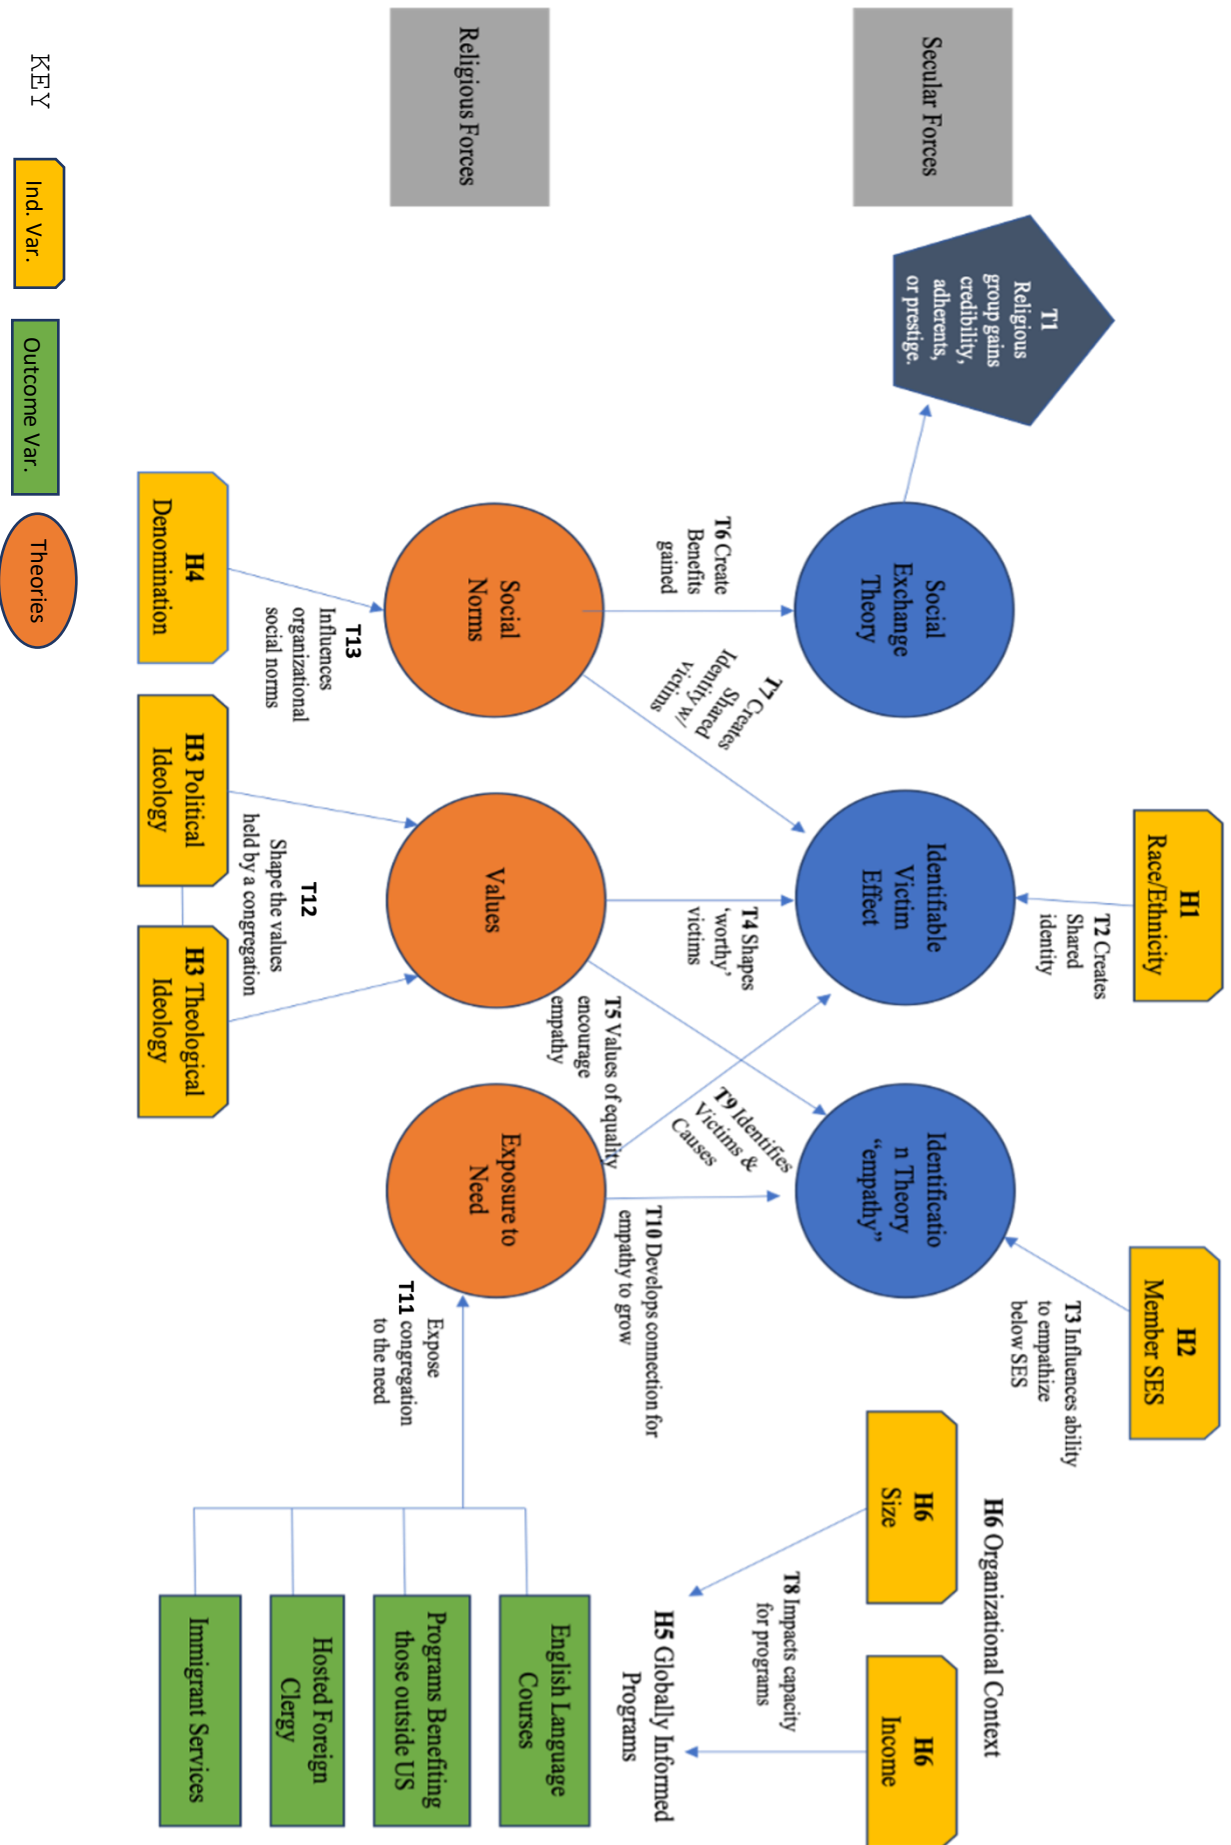 H1
Race/Ethnicity
H2
Member SES
T2 Creates
Shared
identity
T3 Influences ability
to empathize
below SES
H6 Organizational Context
H6
Size
H6
Income
Secular Forces
T1
Religious
group gains
credibility,
adherents,
or prestige.
Social
Exchange
Theory
Identifiable
Victim
Effect
Identificatio
n Theory
“empathy”
T8 Impacts capacity
for programs
H5 Globally Informed
Programs
T6 Create
Benefits
gained
T7 Creates
Shared
Identity w/
victims
T4 Shapes
‘worthy’
victims
T9 Identifies
Victims &
Causes
T5 Values of equality
encourage
empathy
T10 Develops connection for
empathy to grow
Religious Forces
Social
Norms
Values
Exposure to
Need
Expose
T11 congregation
to the need
English Language
Courses
Programs Benefiting
those outside US
Hosted Foreign
Clergy
Immigrant Services
T13
Influences
organizational
social norms
T12
Shape the values
held by a congregation
H4
Denomination
H3 Political
Ideology
H3 Theological
Ideology
KEY
Ind. Var.
Outcome Var.
Theories